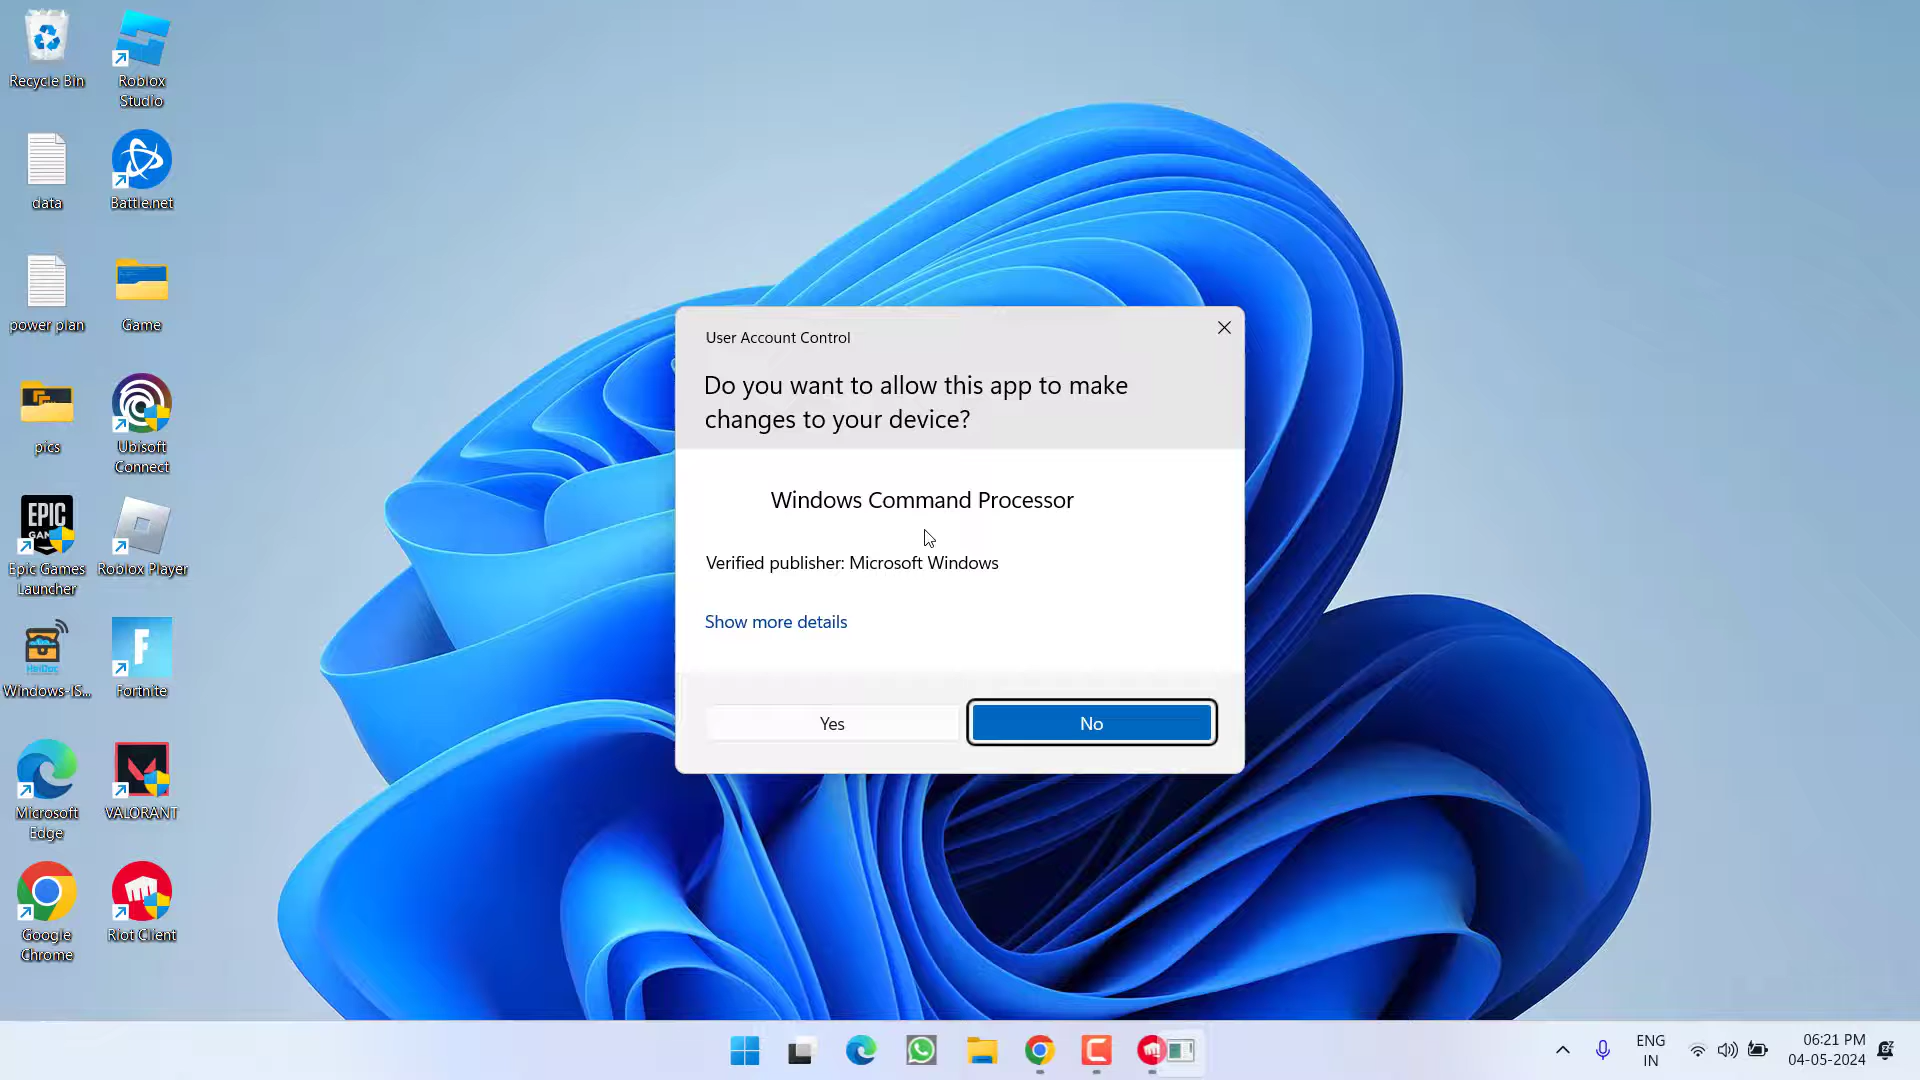 Recycle Bin
Roblox
Studio
data
Battle.net
power plan
Game
pics
Ubisoft
Connect
EPIC
Epic Games
Launcher
Roblox Player
Windows-IS...
F
Fortnite
Microsoft
Edge
VALORANT
Google
Chrome
Riot Client
User Account Control
Do you want to allow this app to make
changes to your device?
Windows Command Processor
Verified publisher: Microsoft Windows
Show more details
Yes
No
ENG
IN
06:21 PM
04-05-2024